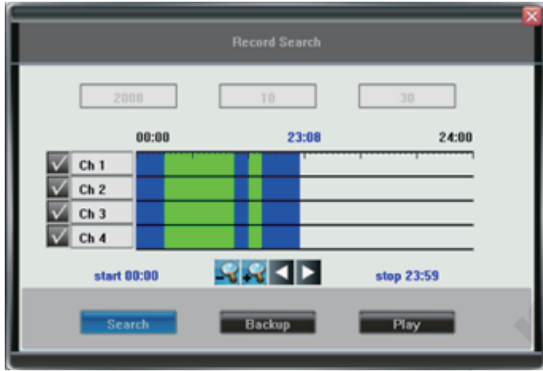 Record Search
2008 10 30
00:00 23:08 24:00
Ch 1
Ch 2
Ch 3
Ch 4
start 00:00 stop 23:59
Search Backup Play